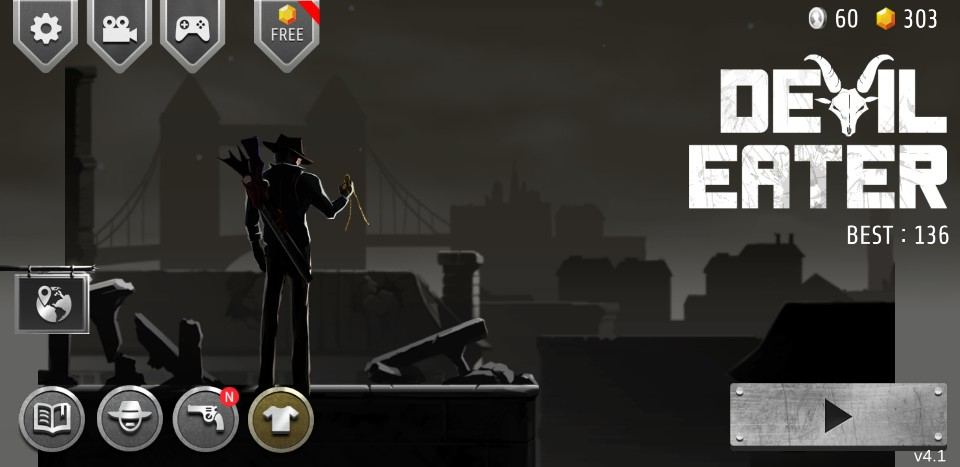 FREE
60
303
DEVIL
EATER
BEST : 136
N
v4.1